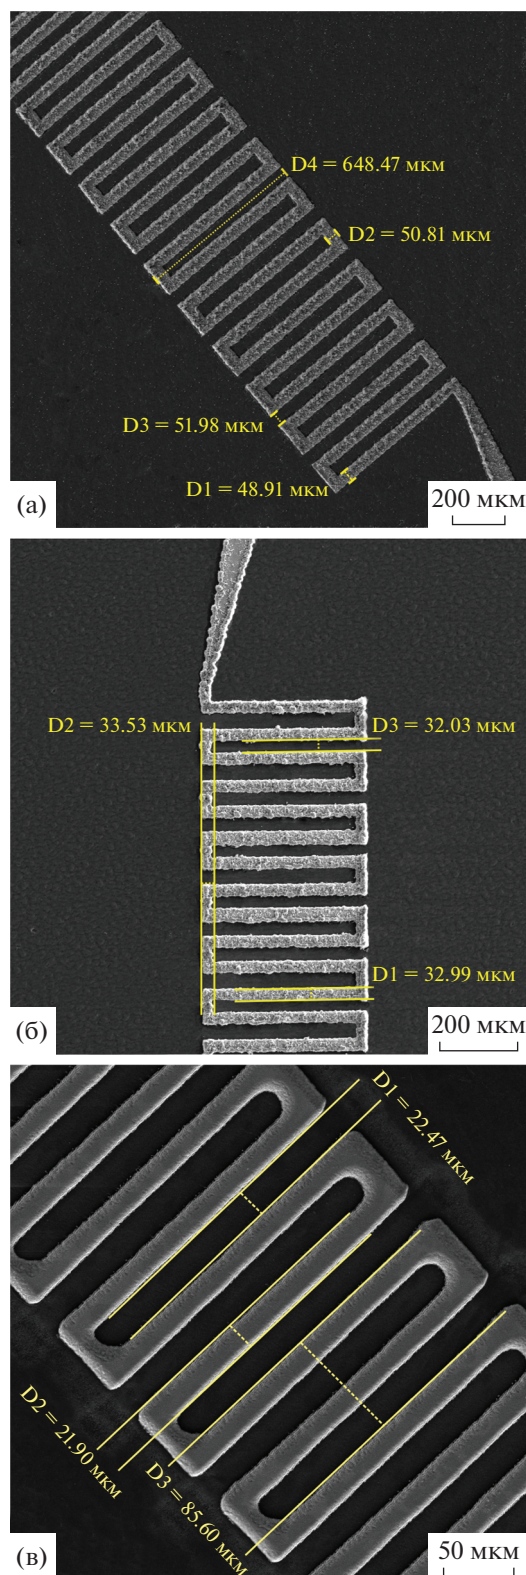 D4 = 648.47 мкм
D2 = 50.81 мкм
D3 = 51.98 мкм
D1 = 48.91 мкм
(а)
200 мкм
D2 = 33.53 мкм
D3 = 32.03 мкм
D1 = 32.99 мкм
(б)
200 мкм
D1 = 22.47 мкм
D2 = 21.90 мкм
D3 = 85.60 мкм
(в)
50 мкм